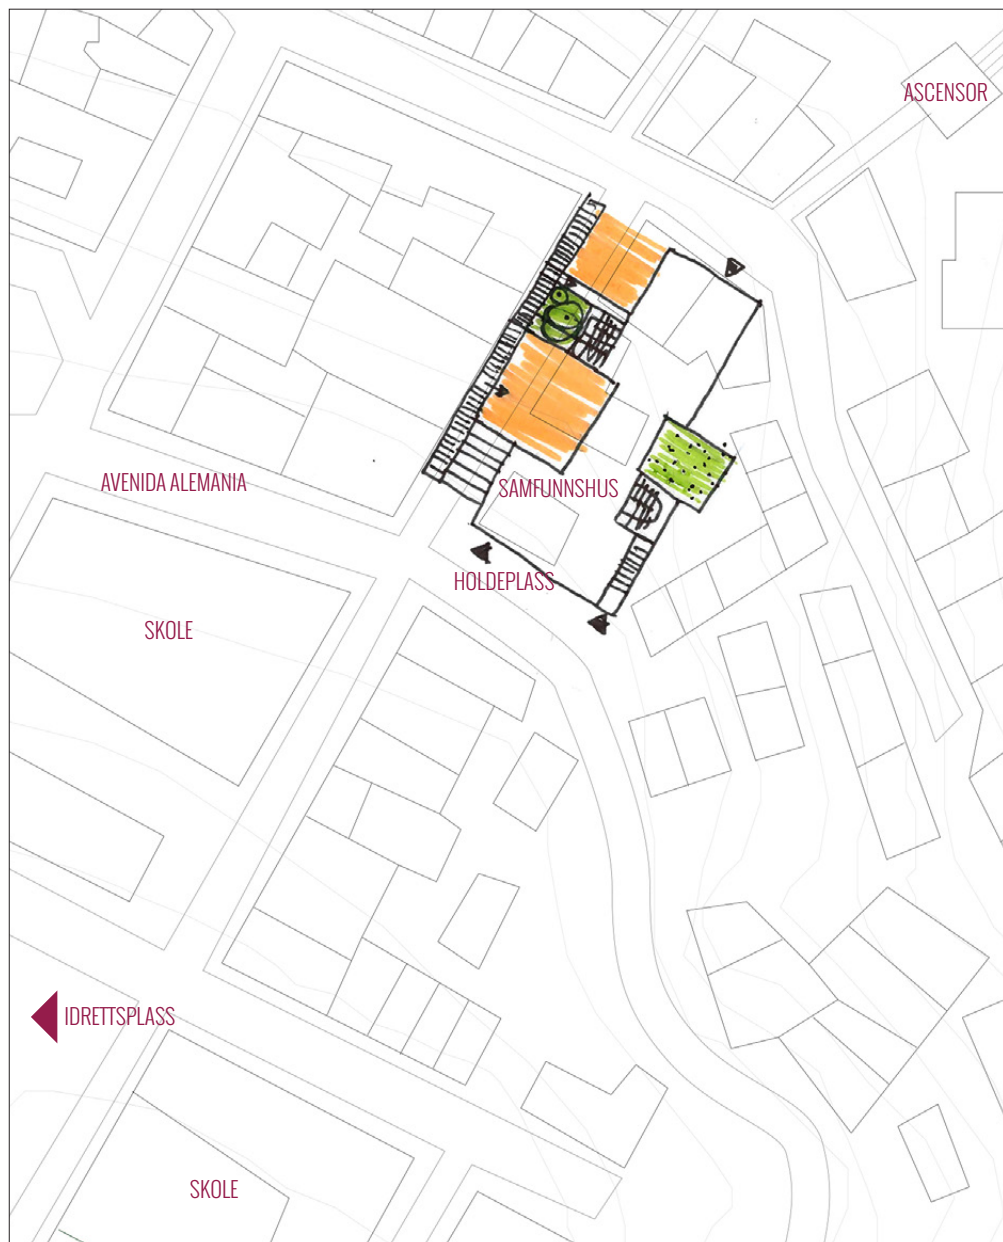 ASCENSOR
AVENIDA ALEMANIA
SAMFUNNSHUS
HOLDEPLASS
SKOLE
IDRETTSPLASS
SKOLE